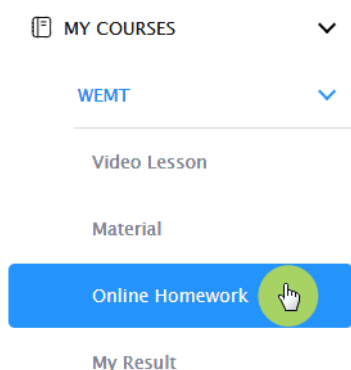 MY COURSES
WEMT
Video Lesson
Material
Online Homework
My Result